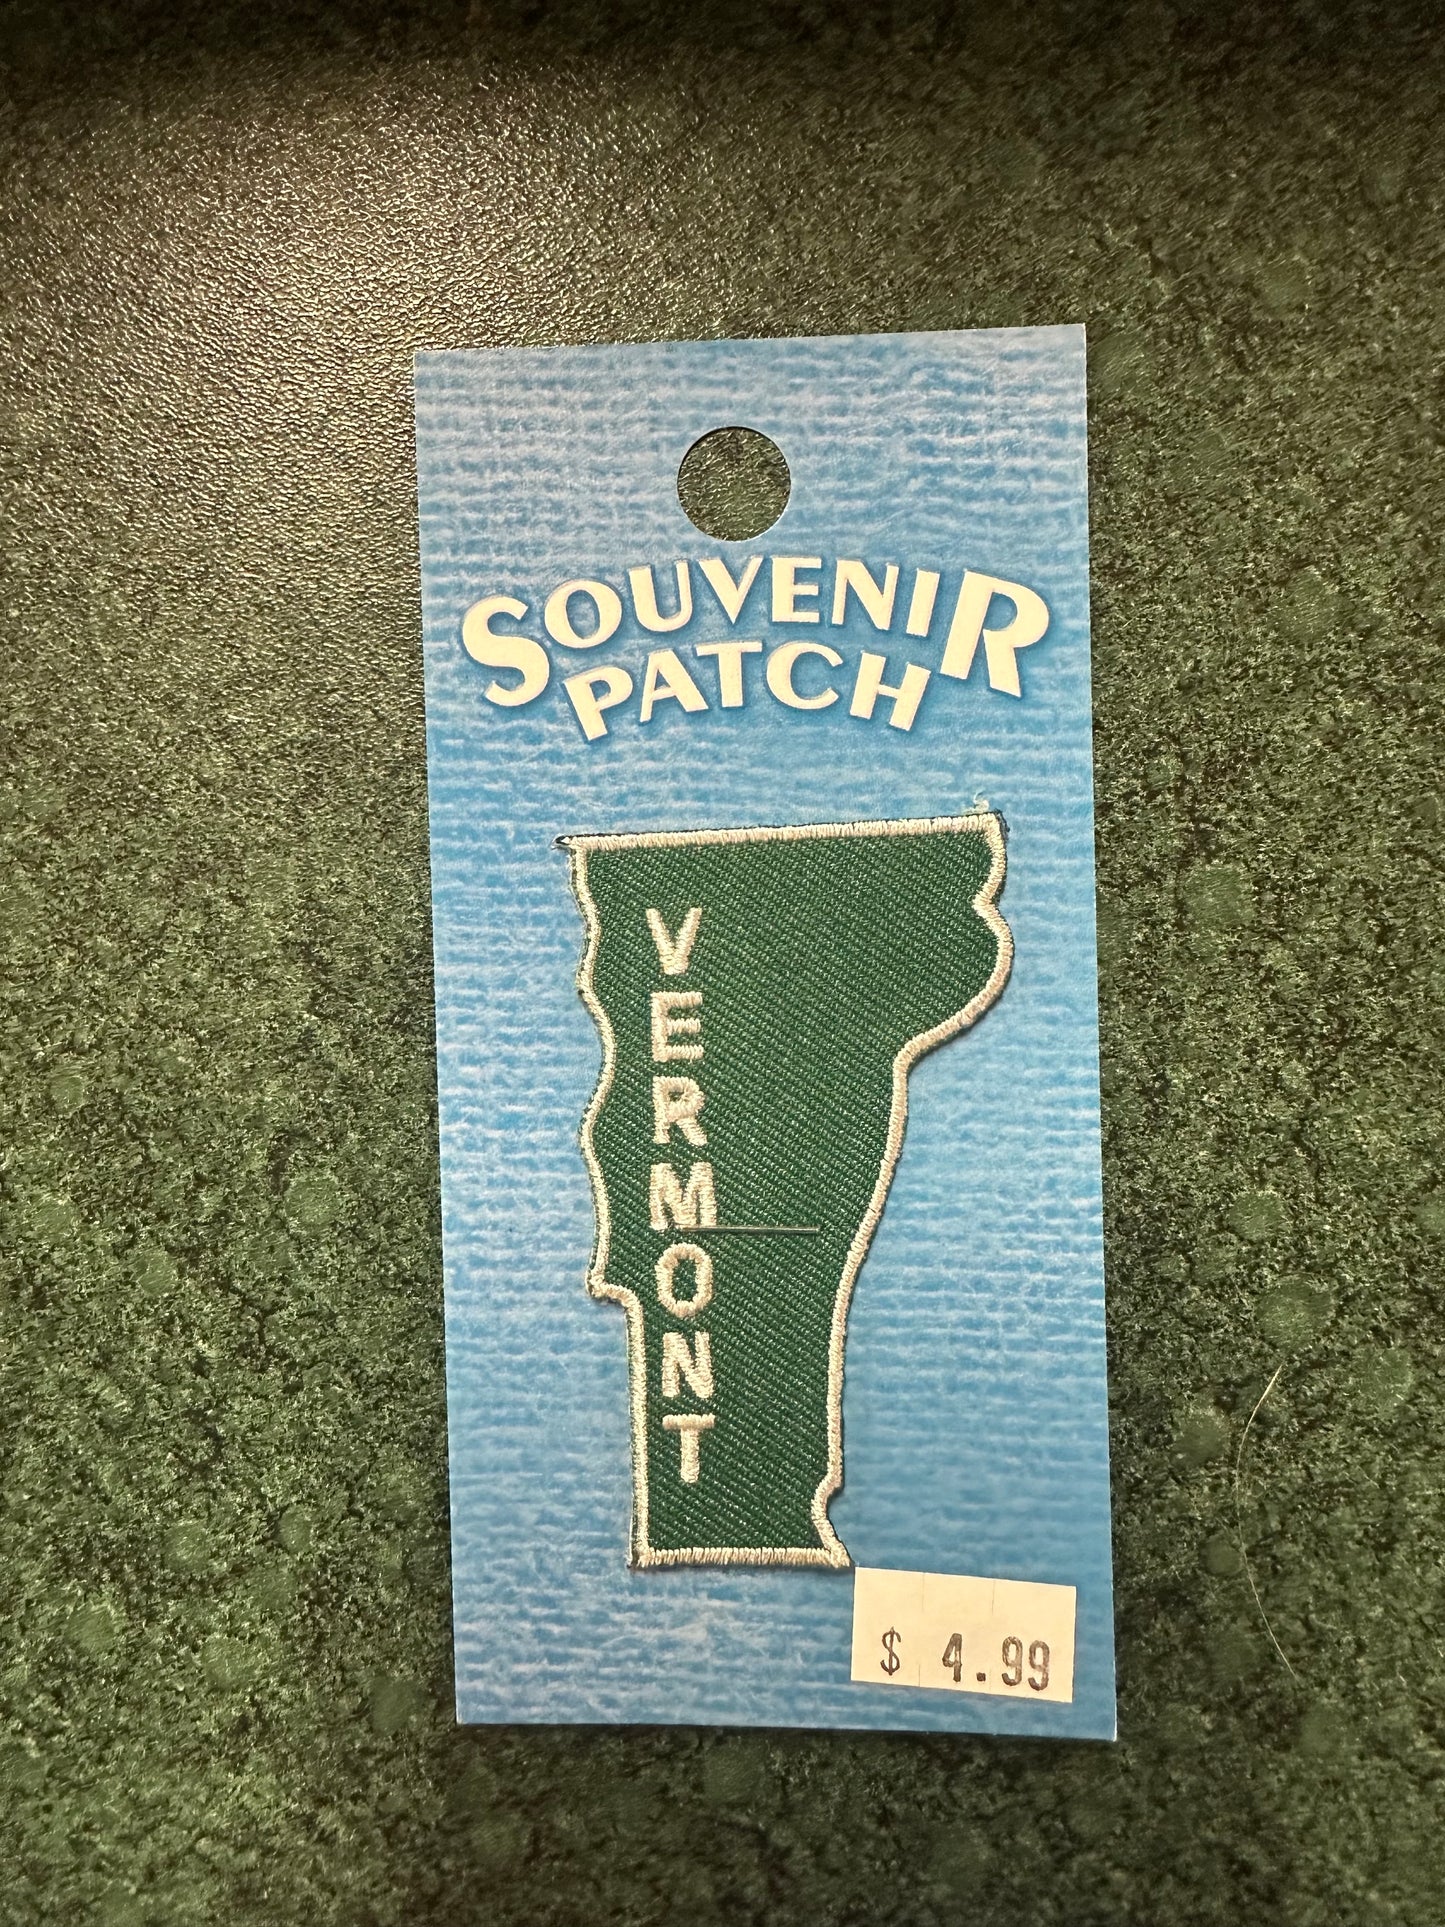 SOUVENIR
PATCH
VERMONT
$ 4.99